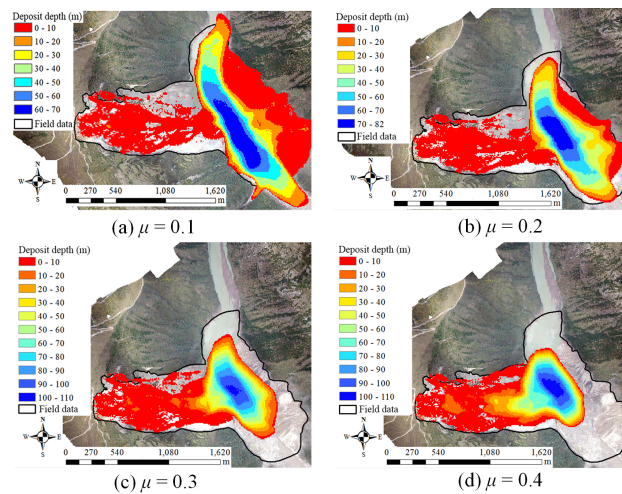 Deposit depth (m)
0 - 10
10 - 20
20 - 30
30 - 40
40 - 50
50 - 60
60 - 70
Field data
N
W E
S
0 270 540 1,080 1,620
m
(a) μ = 0.1
Deposit depth (m)
0 - 10
10 - 20
20 - 30
30 - 40
40 - 50
50 - 60
60 - 70
70 - 82
Field data
N
W E
S
0 270 540 1,080 1,620
m
(b) μ = 0.2
Deposit depth (m)
0 - 10
10 - 20
20 - 30
30 - 40
40 - 50
50 - 60
60 - 70
70 - 80
80 - 90
90 - 100
100 - 110
Field data
N
W E
S
0 270 540 1,080 1,620
m
(c) μ = 0.3
Deposit depth (m)
0 - 10
10 - 20
20 - 30
30 - 40
40 - 50
50 - 60
60 - 70
70 - 80
80 - 90
90 - 100
100 - 110
Field data
N
W E
S
0 270 540 1,080 1,620
m
(d) μ = 0.4